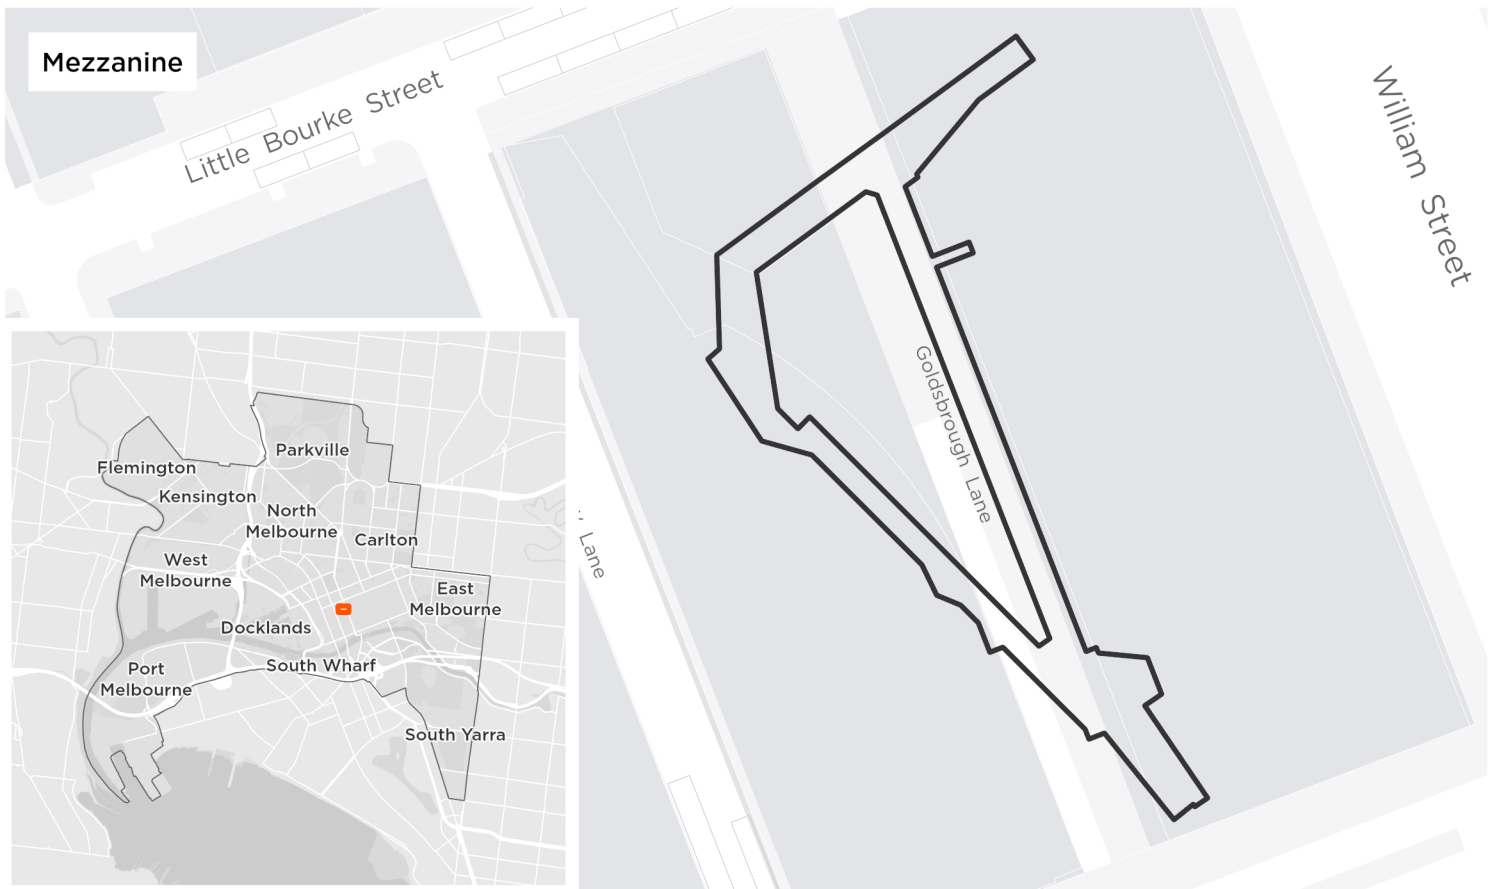 Mezzanine
Little Bourke Street
William Street
Goldsbrough Lane
Lane
Parkville
Flemington
Kensington
North
Melbourne
Carlton
West
Melbourne
East
Melbourne
Docklands
South Wharf
Port
Melbourne
South Yarra